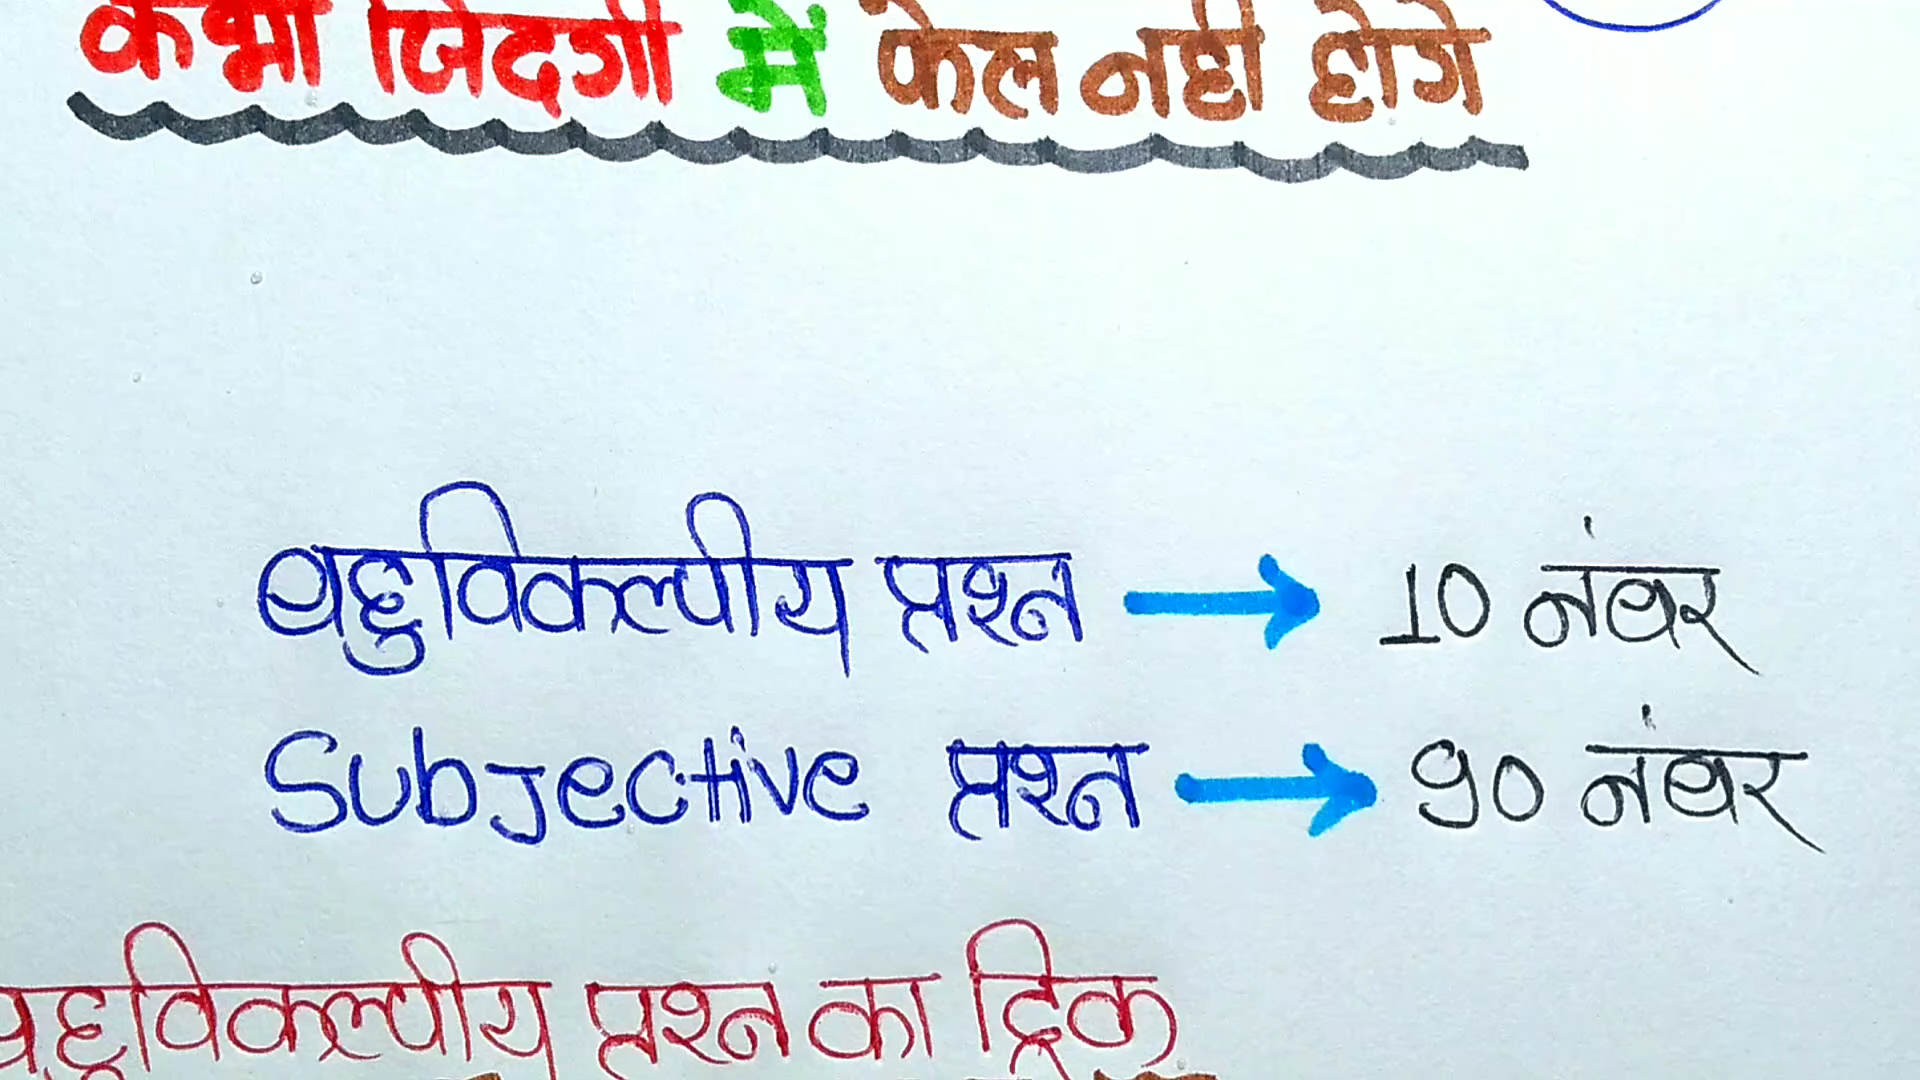 कभी जिंदगी में फेल नही होगे
बहुविकल्पीय प्रश्न → 10 नंबर
Subjective प्रश्न → 90 नंबर
बहुविकल्पीय प्रश्न का ट्रिक